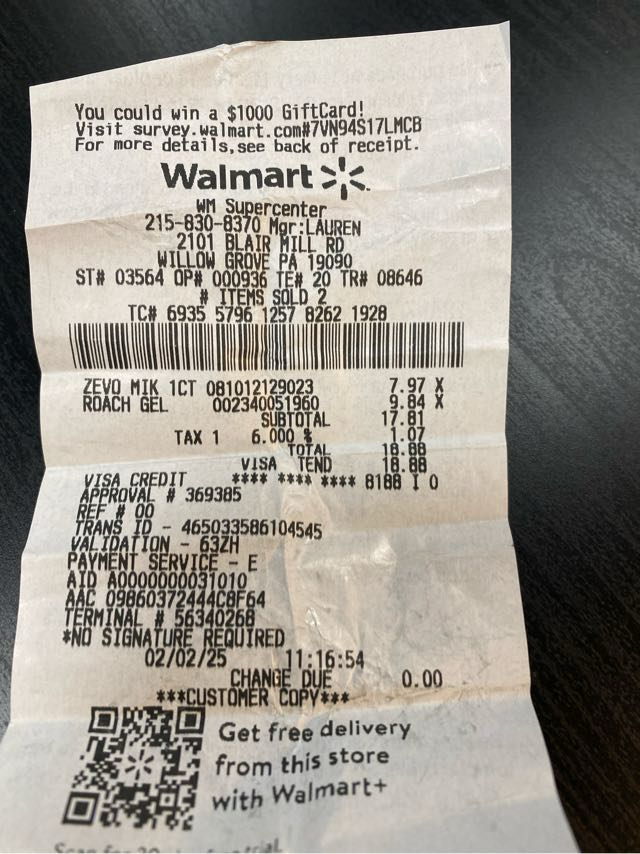 You could win a $1000 GiftCard!
Visit survey.walmart.com#7VN94S17LMCB
For more details,see back of receipt.
Walmart
WM Supercenter
215-830-8370 Mgr:LAUREN
2101 BLAIR MILL RD
WILLOW GROVE PA 19090
ST# 03564 OP# 000936 TE# 20 TR# 08646
# ITEMS SOLD 2
TC# 6935 5796 1257 8262 1928
ZEVO MIK 1CT 081012129023 7.97 X
ROACH GEL 002340051960 9.84 X
SUBTOTAL 17.81
TAX 1 6.000 % 1.07
TOTAL 18.88
VISA TEND 18.88
VISA CREDIT **** **** **** 8188 I 0
APPROVAL # 369385
REF # 00
TRANS ID - 465033586104545
VALIDATION - 63ZH
PAYMENT SERVICE - E
AID A0000000031010
AAC 09860372444C8F64
TERMINAL # 56340268
*NO SIGNATURE REQUIRED
02/02/25 11:16:54
CHANGE DUE 0.00
***CUSTOMER COPY***
Get free delivery
from this store
with Walmart+
Scan for 30